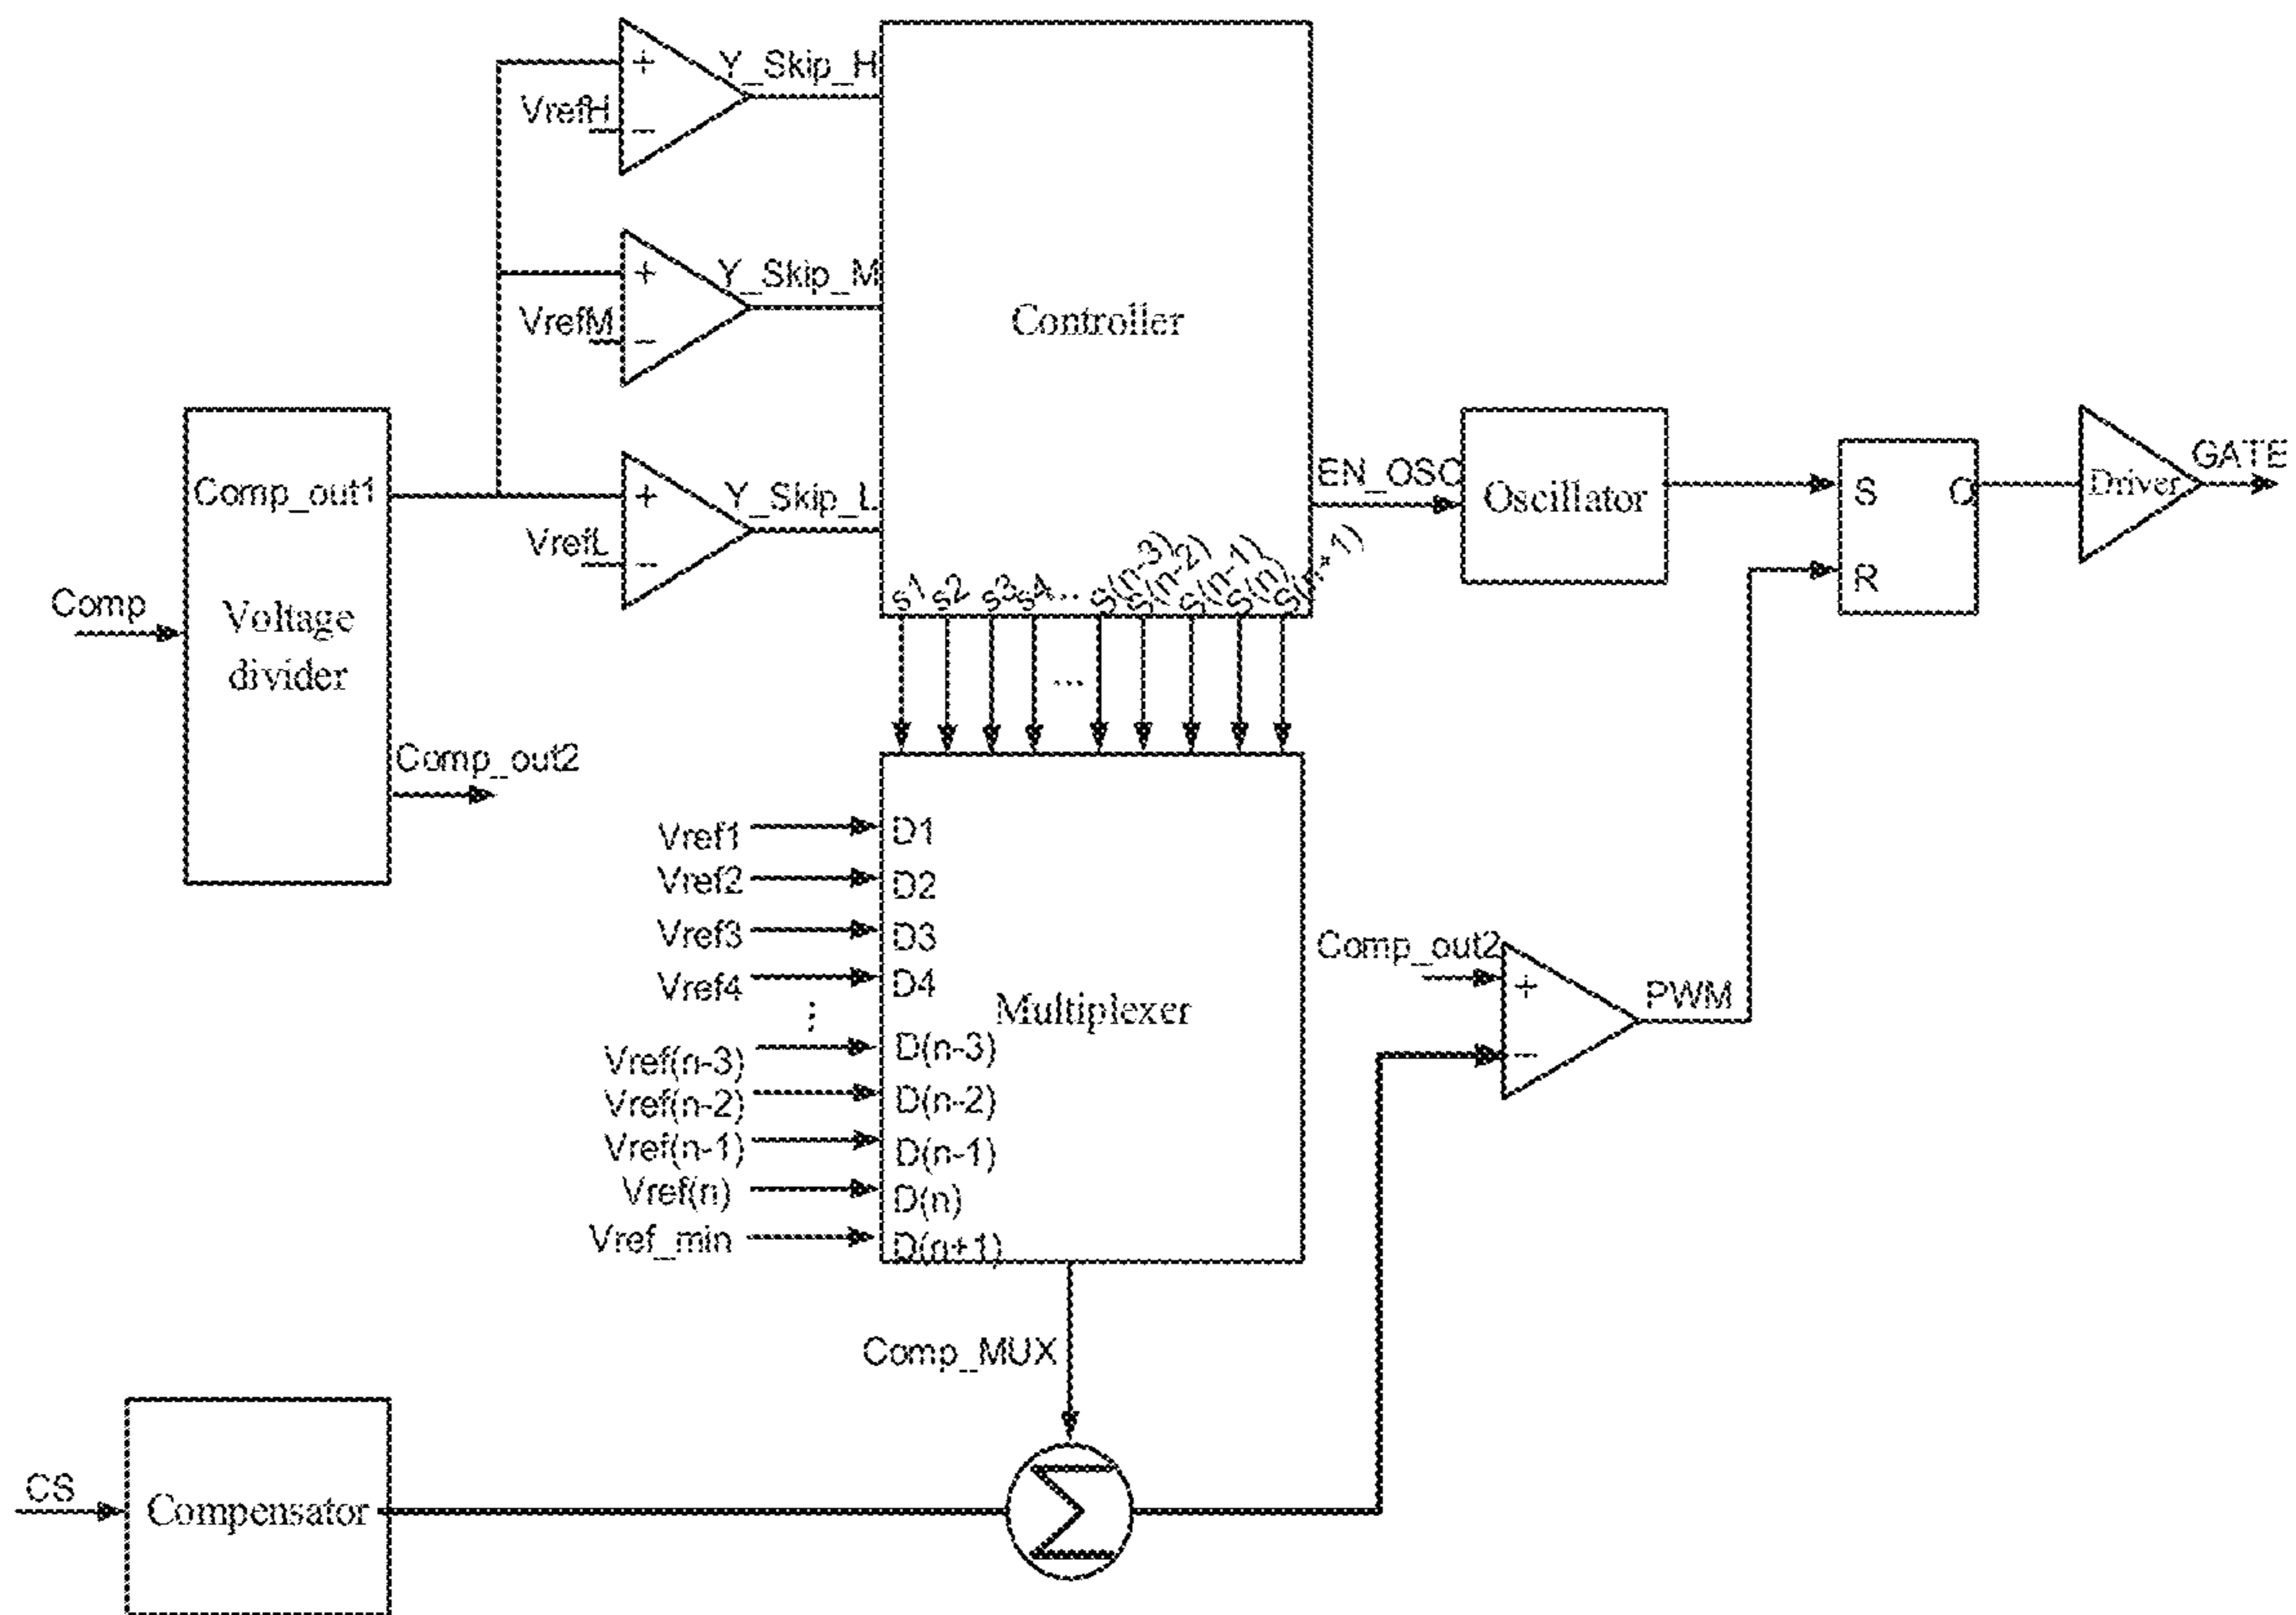 +
Y_Skip_H
VrefH
−
+
Y_Skip_M
VrefM
−
Controller
Comp_out1
+
Y_Skip_L
VrefL
−
EN_OSC
Oscillator
S
Q
R
Driver
GATE
Comp
Voltage
divider
s1 s2 s3 s4... S(n-3) S(n-2) S(n-1) S(n) S(n+1)
...
Comp_out2
Vref1 D1
Vref2 D2
Vref3 D3
Vref4 D4
⋮
Vref(n-3) D(n-3)
Vref(n-2) D(n-2)
Vref(n-1) D(n-1)
Vref(n) D(n)
Vref_min D(n+1)
Multiplexer
Comp_out2
+
−
PWM
Comp_MUX
CS
Compensator
Σ